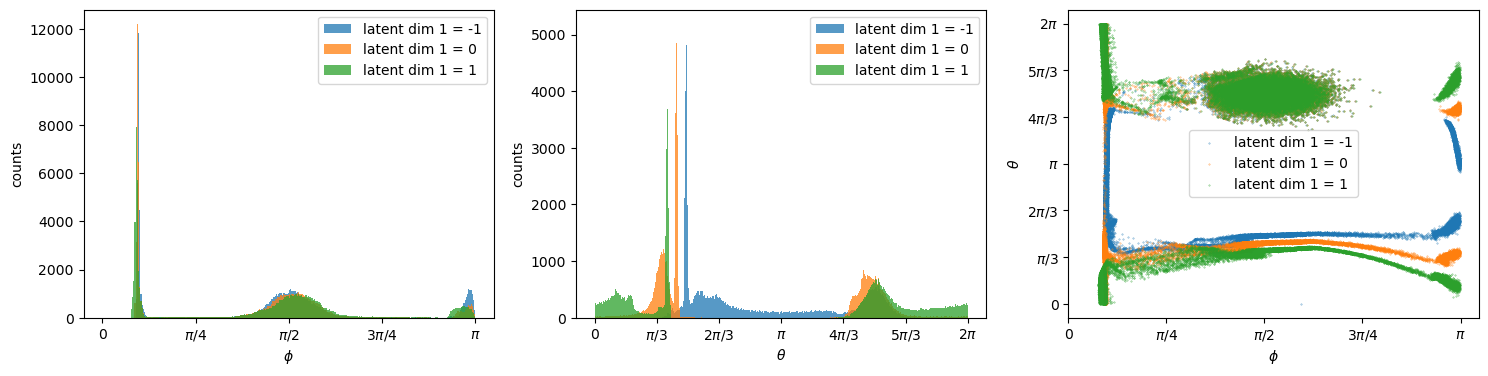 12000
10000
8000
6000
4000
2000
0
counts
0
π/4
π/2
3π/4
π
ϕ
latent dim 1 = -1
latent dim 1 = 0
latent dim 1 = 1
5000
4000
3000
2000
1000
0
counts
0
π/3
2π/3
π
4π/3
5π/3
2π
θ
latent dim 1 = -1
latent dim 1 = 0
latent dim 1 = 1
2π
5π/3
4π/3
π
2π/3
π/3
0
θ
0
π/4
π/2
3π/4
π
ϕ
latent dim 1 = -1
latent dim 1 = 0
latent dim 1 = 1